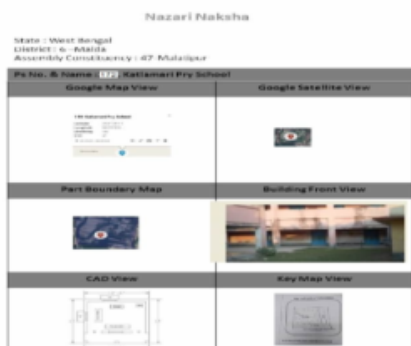 Nazari Naksha
State : West Bengal
District : 6 - Malda
Assembly Constituency : 47-Malatipur
Ps No. & Name : 172, Katlamari Pry School
Google Map View
Google Satellite View
Part Boundary Map
Building Front View
CAD View
Key Map View